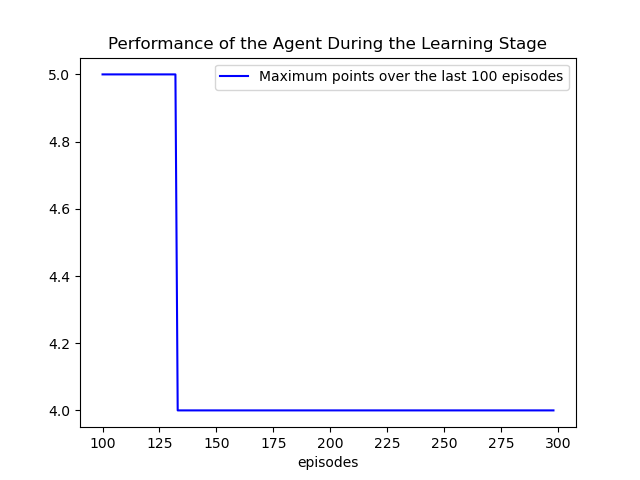 Performance of the Agent During the Learning Stage
Maximum points over the last 100 episodes
5.0
4.8
4.6
4.4
4.2
4.0
100 125 150 175 200 225 250 275 300
episodes